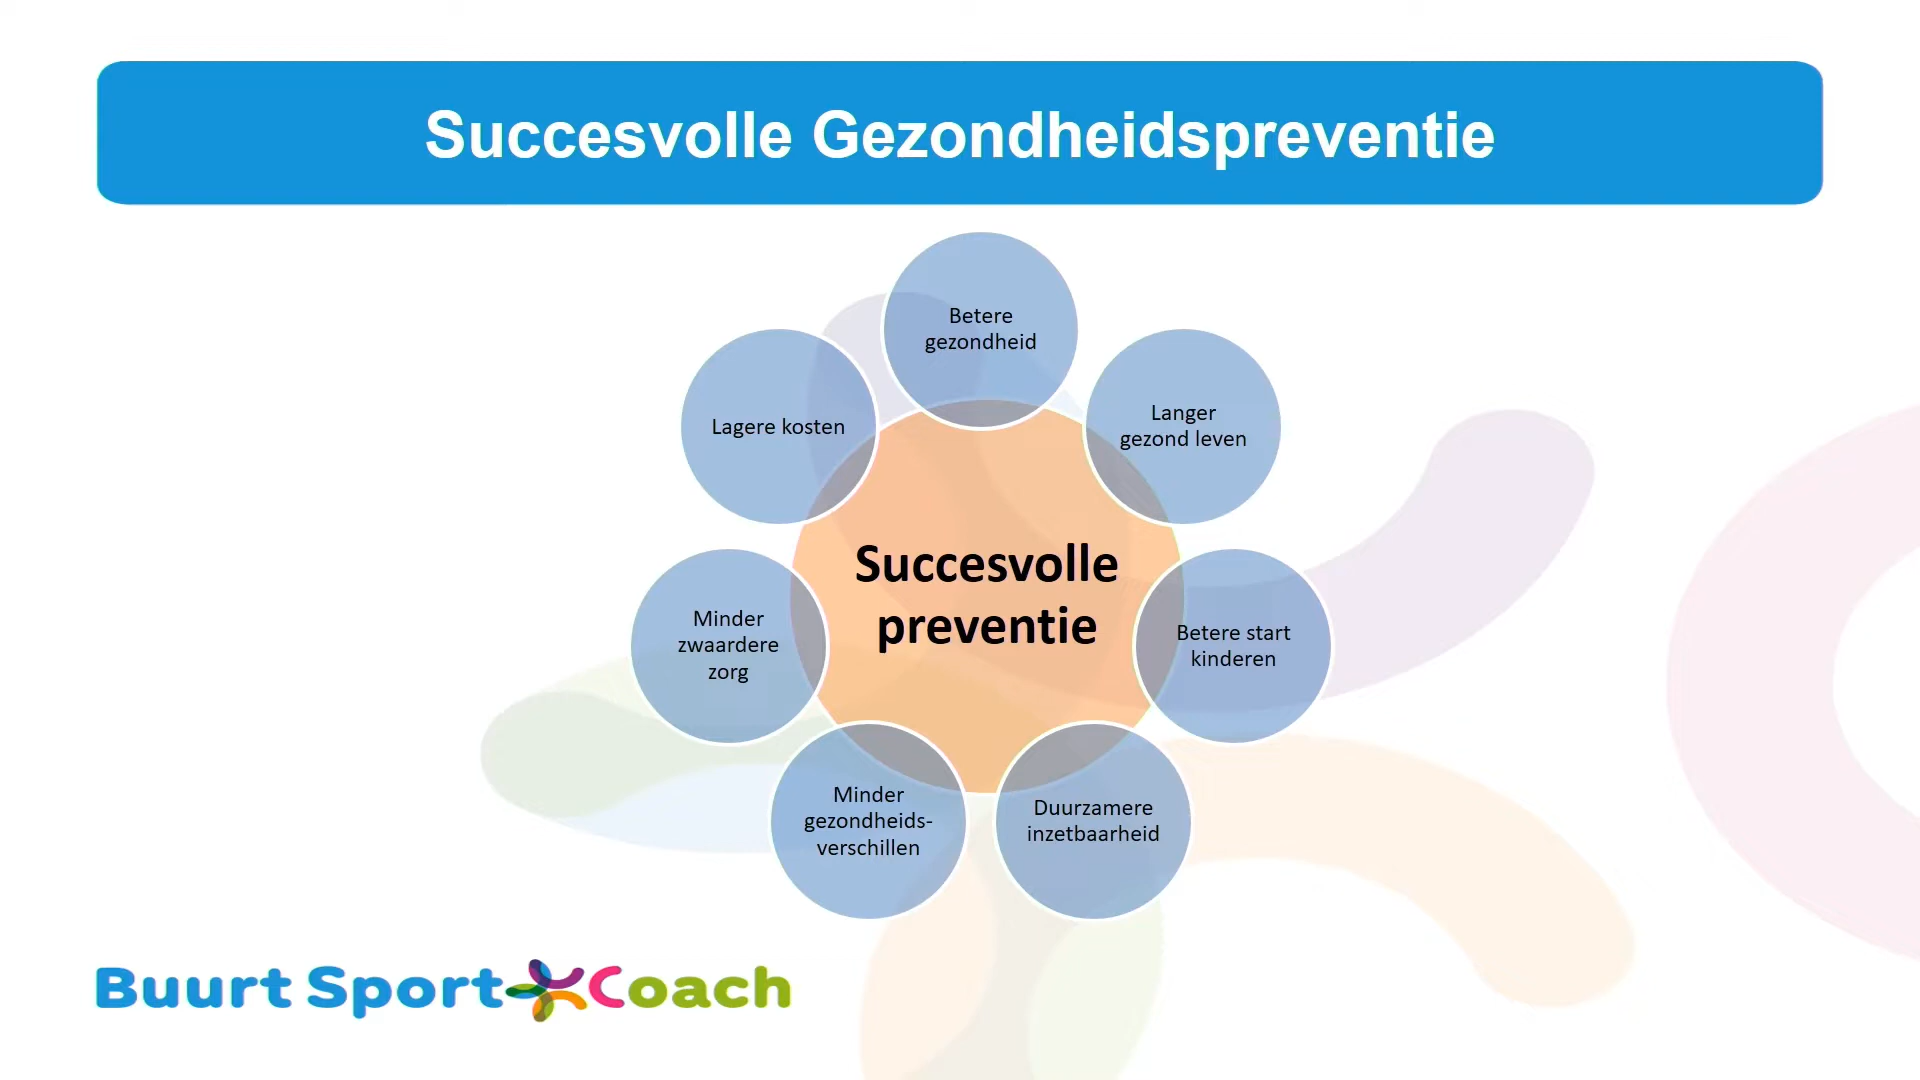 Succesvolle Gezondheidspreventie
Betere
gezondheid
Langer
gezond leven
Betere start
kinderen
Duurzamere
inzetbaarheid
Minder
gezondheids-
verschillen
Minder
zwaardere
zorg
Lagere kosten
Succesvolle
preventie
Buurt Sport Coach